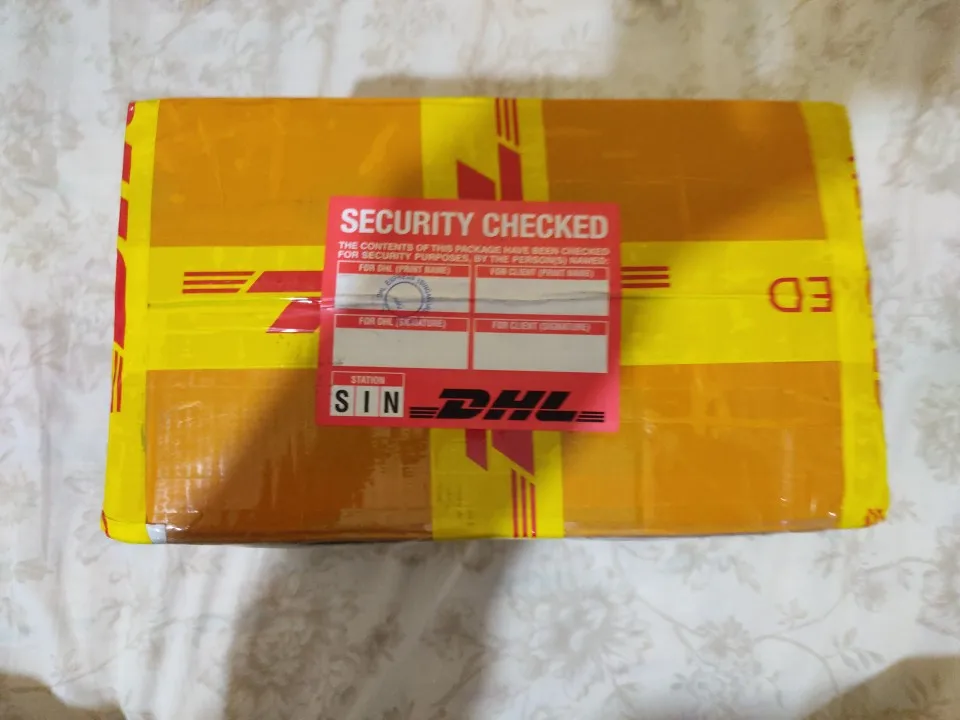 SECURITY CHECKED
THE CONTENTS OF THIS PACKAGE HAVE BEEN CHECKED
FOR SECURITY PURPOSES, BY THE PERSON(S) NAMED:
FOR DHL (PRINT NAME)
FOR CLIENT (PRINT NAME)
FOR DHL (SIGNATURE)
FOR CLIENT (SIGNATURE)
STATION
SIN
DHL
ED